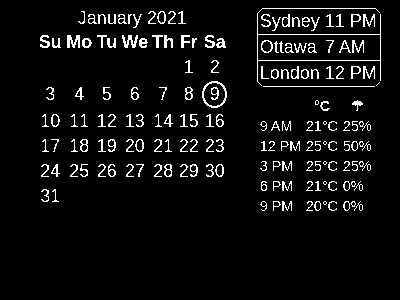 January 2021
Su Mo Tu We Th Fr Sa
1 2
3 4 5 6 7 8 9
10 11 12 13 14 15 16
17 18 19 20 21 22 23
24 25 26 27 28 29 30
31
Sydney 11 PM
Ottawa 7 AM
London 12 PM
°C
9 AM 21°C 25%
12 PM 25°C 50%
3 PM 25°C 25%
6 PM 21°C 0%
9 PM 20°C 0%